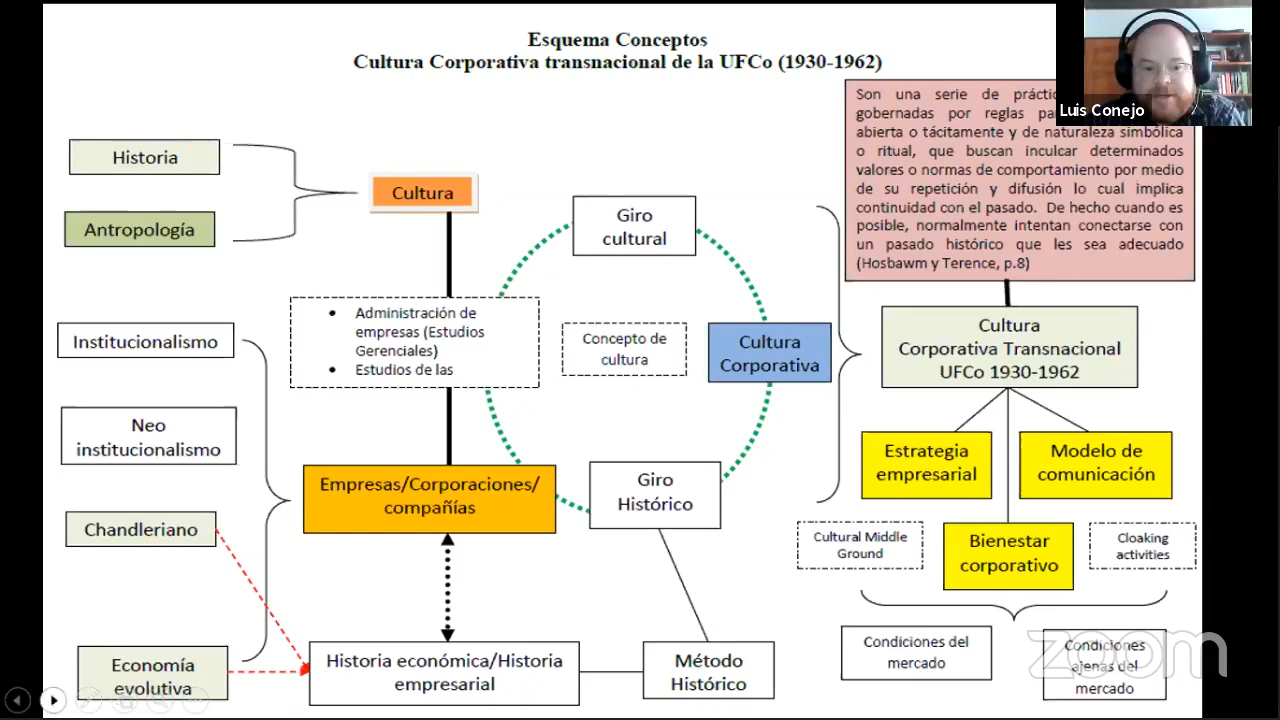 Esquema Conceptos
Cultura Corporativa transnacional de la UFCo (1930-1962)
Luis Conejo
Son una serie de
gobernadas por reglas
abierta o tácitamente y de naturaleza simbólica
o ritual, que buscan inculcar determinados
valores o normas de comportamiento por medio
de su repetición y difusión lo cual implica
continuidad con el pasado. De hecho cuando es
posible, normalmente intentan conectarse con
un pasado histórico que les sea adecuado
(Hosbawm y Terence, p.8)
Historia
Antropología
Cultura
Giro
cultural
Institucionalismo
Neo
institucionalismo
Chandleriano
Economía
evolutiva
• Administración de
empresas (Estudios
Gerenciales)
• Estudios de las
Concepto de
cultura
Cultura
Corporativa
Empresas/Corporaciones/
compañías
Giro
Histórico
Historia económica/Historia
empresarial
Método
Histórico
Cultura
Corporativa Transnacional
UFCo 1930-1962
Estrategia
empresarial
Modelo de
comunicación
Cultural Middle
Ground
Bienestar
corporativo
Cloaking
activities
Condiciones del
mercado
Condiciones
ajenas del
mercado
zoom